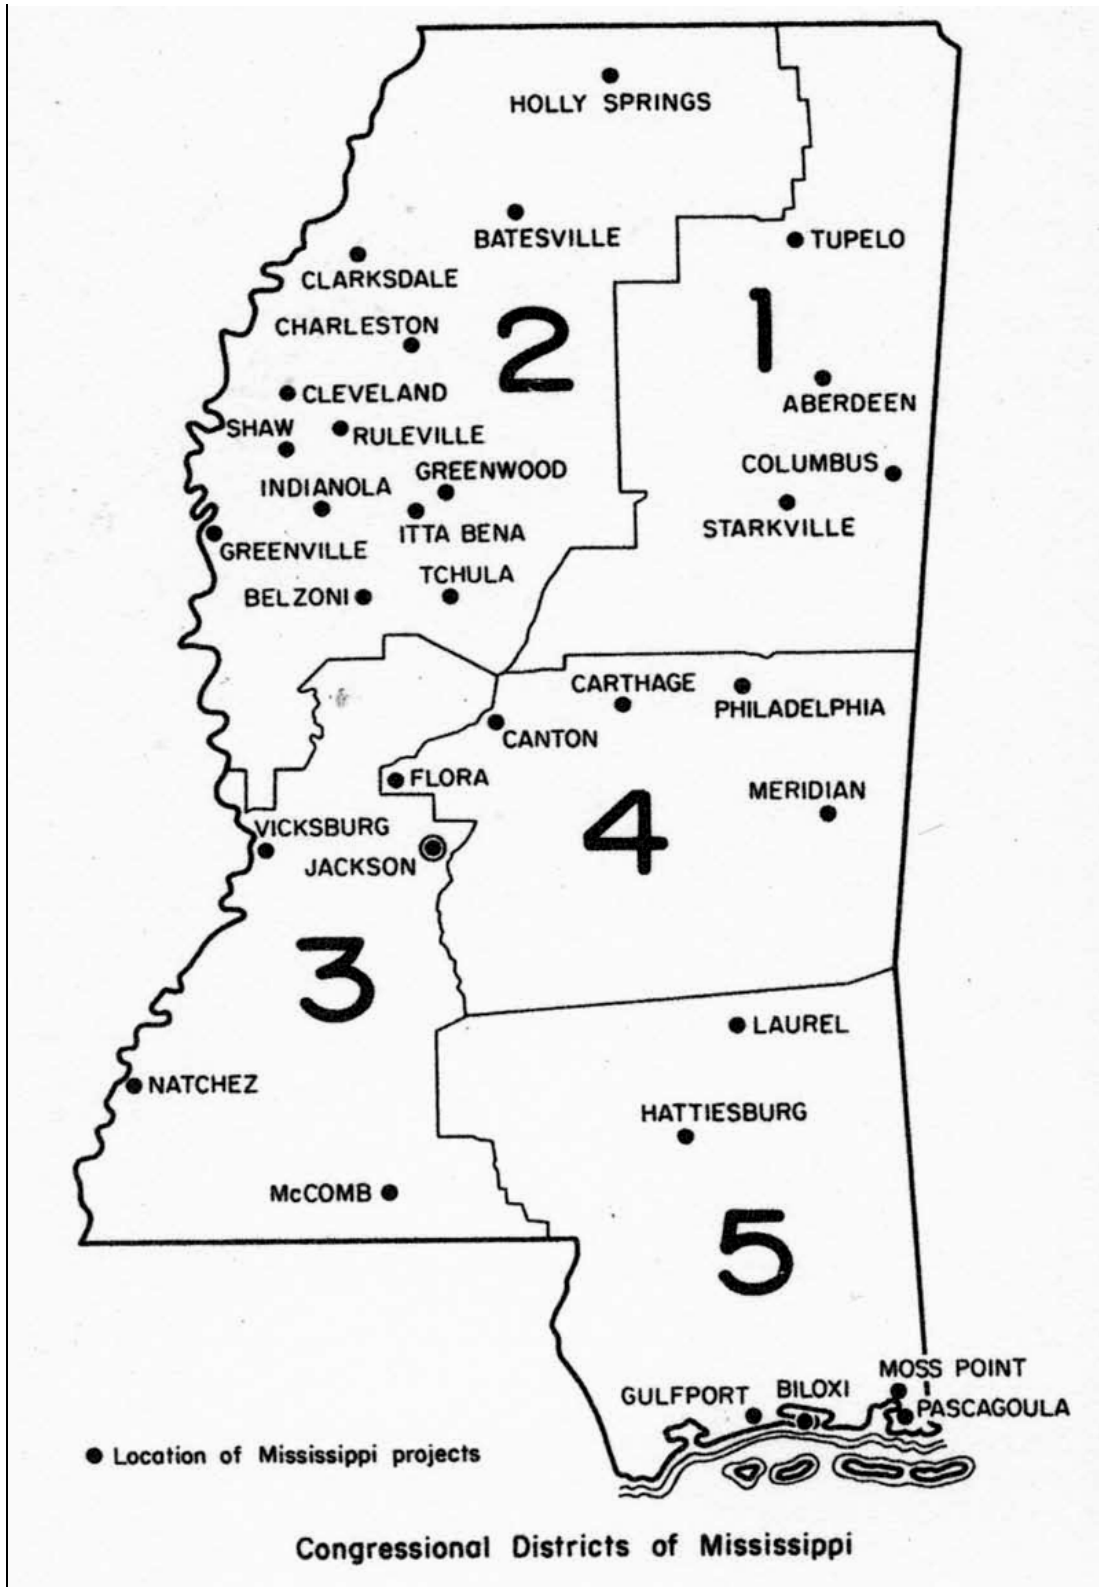 HOLLY SPRINGS
BATESVILLE
TUPELO
CLARKSDALE
1
CHARLESTON
2
CLEVELAND
ABERDEEN
SHAW
RULEVILLE
COLUMBUS
GREENWOOD
INDIANOLA
STARKVILLE
ITTA BENA
GREENVILLE
TCHULA
BELZONI
CARTHAGE
PHILADELPHIA
CANTON
FLORA
MERIDIAN
VICKSBURG
4
JACKSON
3
LAUREL
NATCHEZ
HATTIESBURG
McCOMB
5
MOSS POINT
GULFPORT
BILOXI
PASCAGOULA
Location of Mississippi projects
Congressional Districts of Mississippi